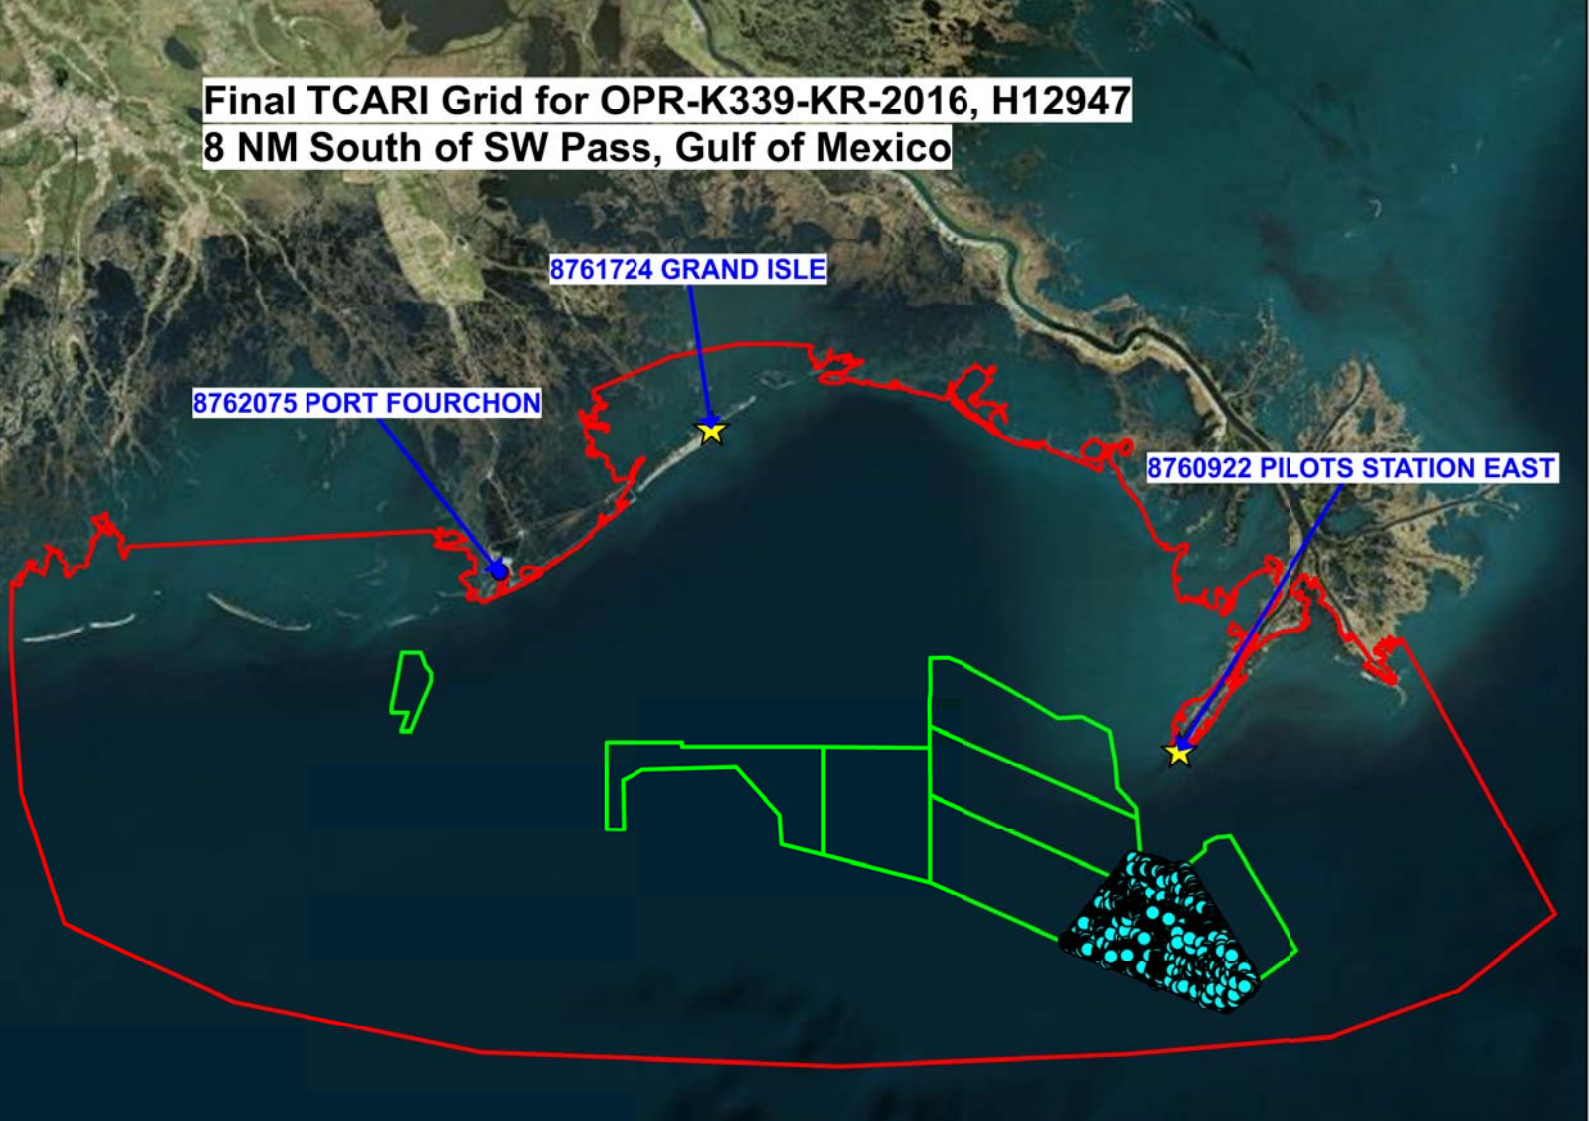 Final TCARI Grid for OPR-K339-KR-2016, H12947
8 NM South of SW Pass, Gulf of Mexico
8761724 GRAND ISLE
8762075 PORT FOURCHON
8760922 PILOTS STATION EAST